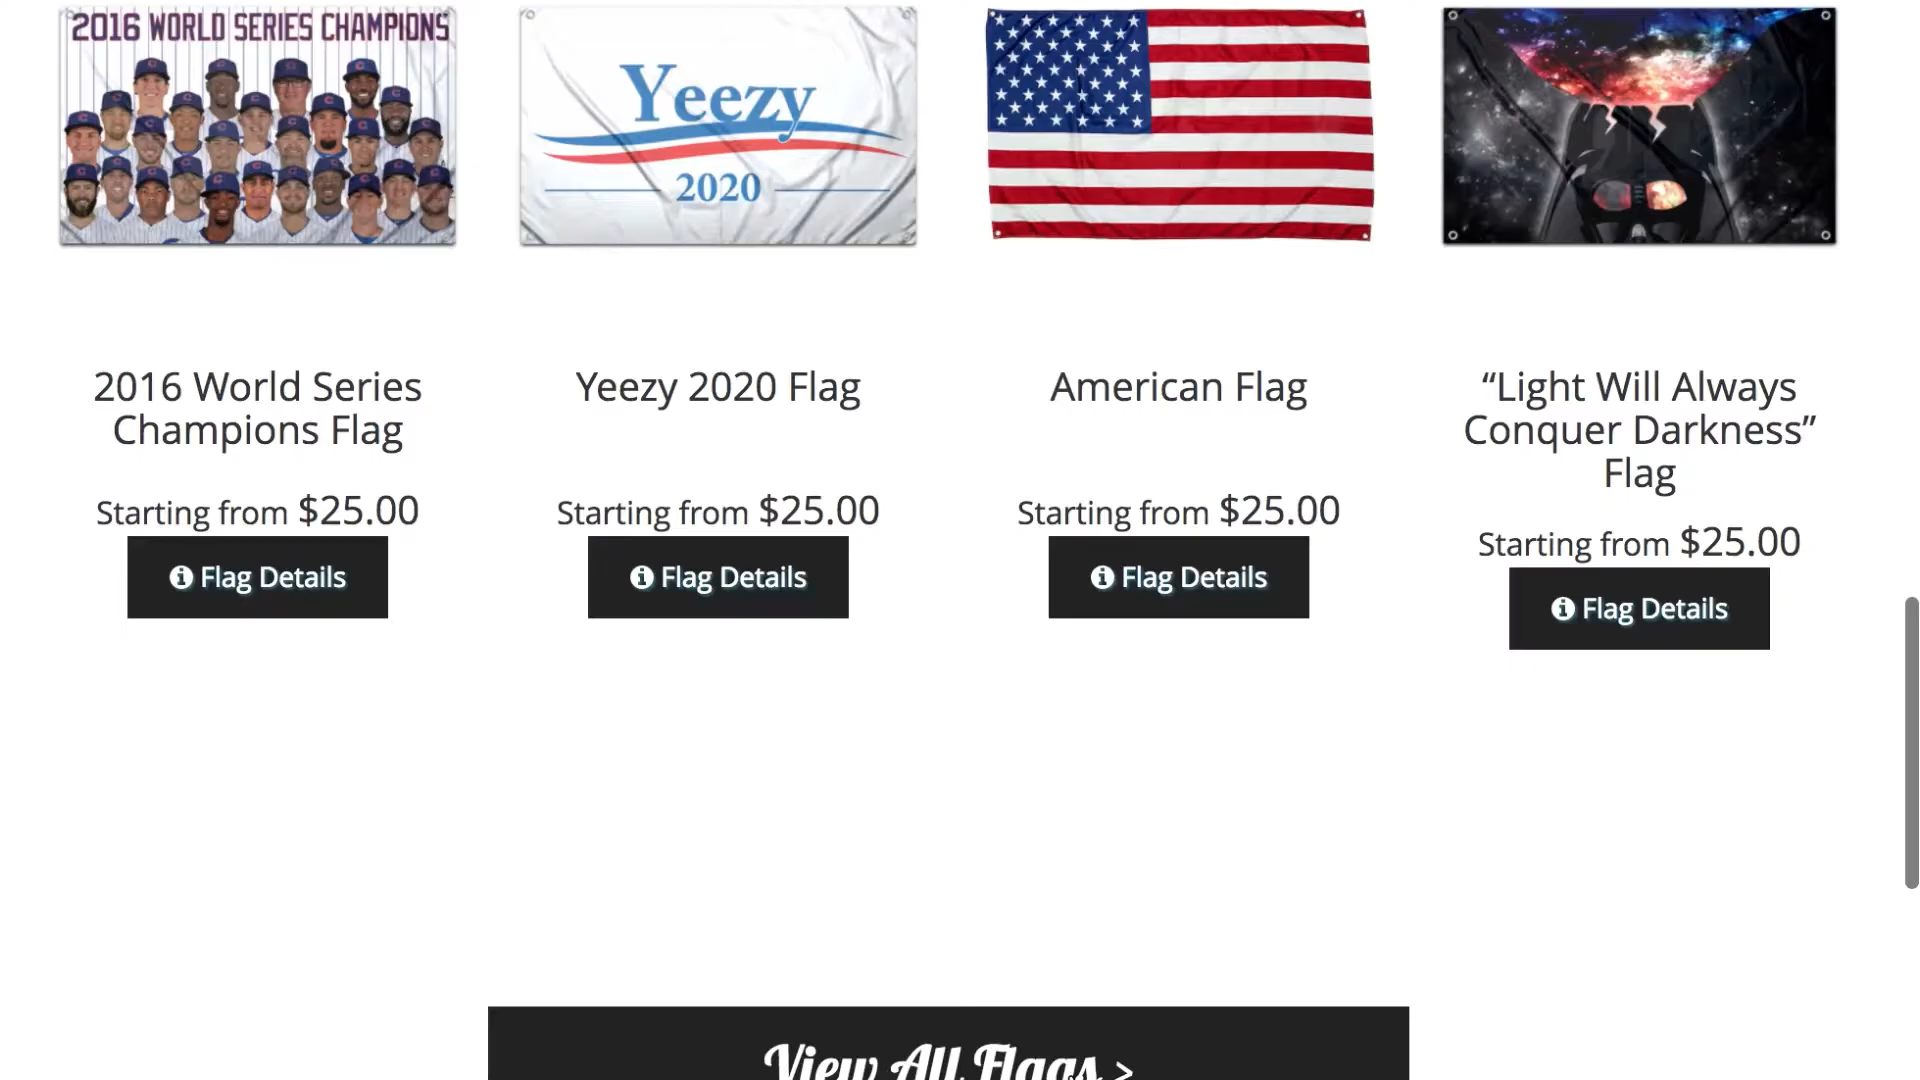 2016 WORLD SERIES CHAMPIONS
Yeezy
2020
2016 World Series
Champions Flag
Starting from $25.00
Flag Details
Yeezy 2020 Flag
Starting from $25.00
Flag Details
American Flag
Starting from $25.00
Flag Details
“Light Will Always
Conquer Darkness”
Flag
Starting from $25.00
Flag Details
View All Flags >